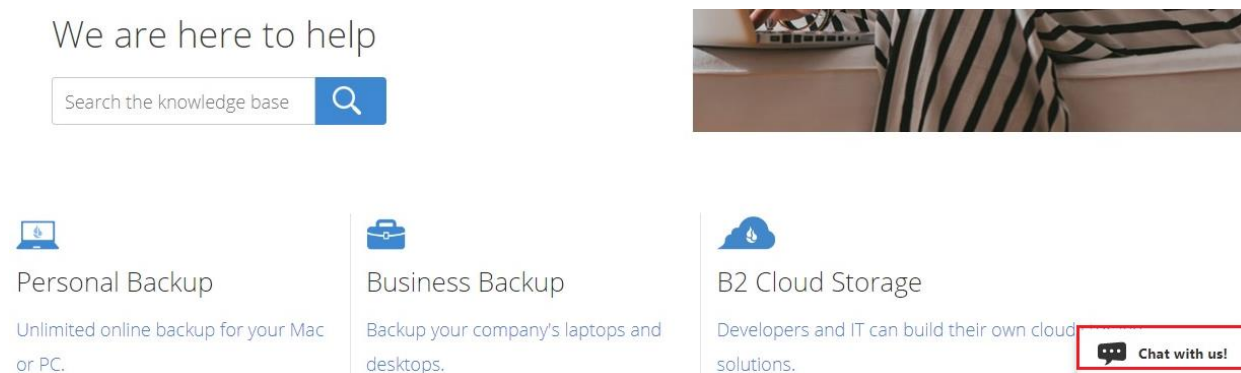 We are here to help
Search the knowledge base
Personal Backup
Unlimited online backup for your Mac
or PC.
Business Backup
Backup your company's laptops and
desktops.
B2 Cloud Storage
Developers and IT can build their own cloud
solutions.
Chat with us!